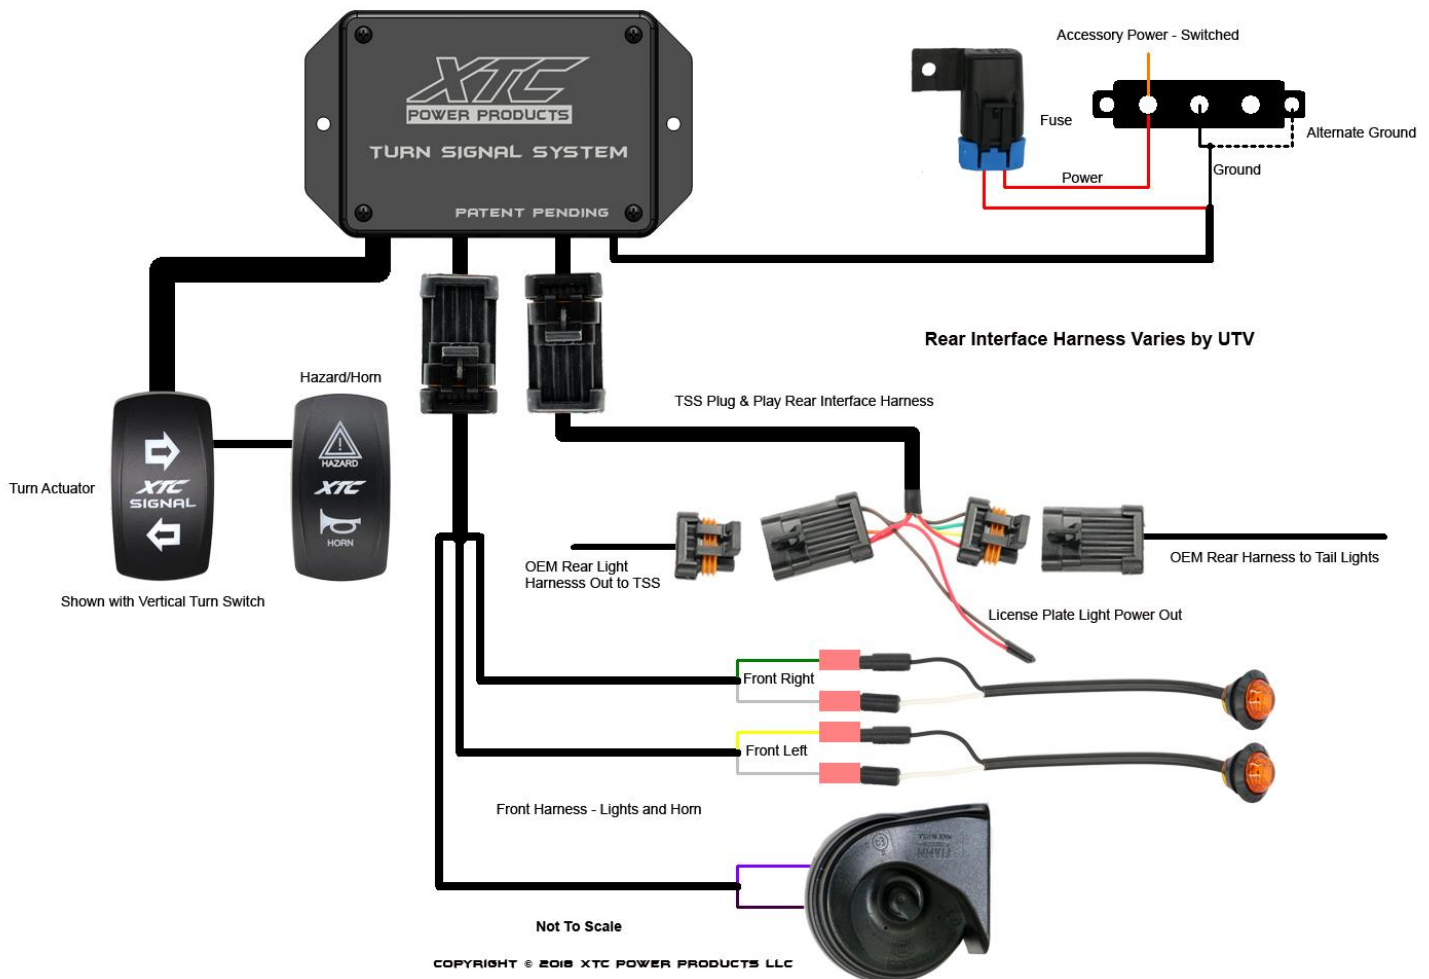 XTC
POWER PRODUCTS
TURN SIGNAL SYSTEM
PATENT PENDING
Accessory Power - Switched
Fuse
Alternate Ground
Power
Ground
Rear Interface Harness Varies by UTV
Hazard/Horn
TSS Plug & Play Rear Interface Harness
Turn Actuator
XTC
SIGNAL
HAZARD
XTC
HORN
Shown with Vertical Turn Switch
OEM Rear Light
Harnesss Out to TSS
OEM Rear Harness to Tail Lights
License Plate Light Power Out
Front Right
Front Left
Front Harness - Lights and Horn
Not To Scale
COPYRIGHT © 2018 XTC POWER PRODUCTS LLC